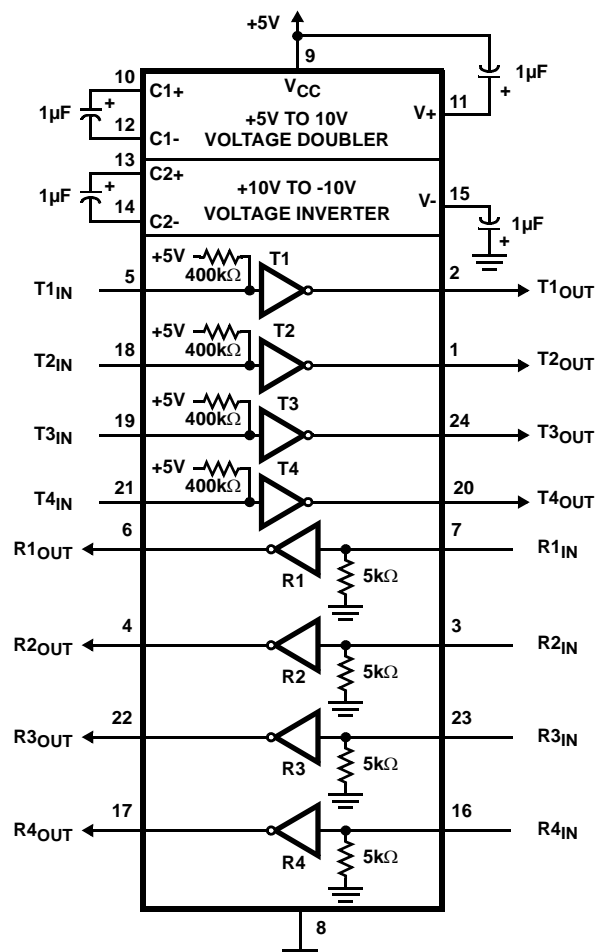 +5V
9
10
C1+
VCC
1µF
+
1µF
+
12
C1-
+5V TO 10V
VOLTAGE DOUBLER
V+
11
13
C2+
1µF
+
14
C2-
+10V TO -10V
VOLTAGE INVERTER
V-
15
1µF
+
+5V
400kΩ
T1
T1IN
5
2
T1OUT
+5V
400kΩ
T2
T2IN
18
1
T2OUT
+5V
400kΩ
T3
T3IN
19
24
T3OUT
+5V
400kΩ
T4
T4IN
21
20
T4OUT
R1OUT
6
7
R1IN
R1
5kΩ
R2OUT
4
3
R2IN
R2
5kΩ
R3OUT
22
23
R3IN
R3
5kΩ
R4OUT
17
16
R4IN
R4
5kΩ
8